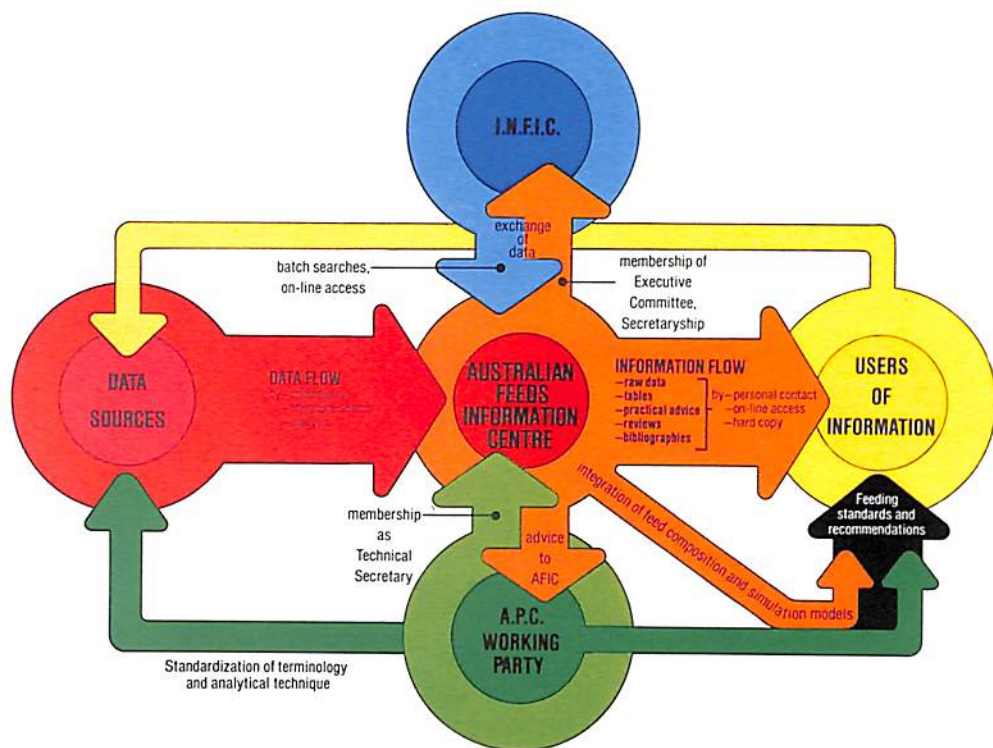 I.N.F.I.C.
exchange
of
data
batch searches,
on-line access
membership of
Executive
Committee,
Secretaryship
DATA
SOURCES
DATA FLOW
AUSTRALIAN
FEEDS
INFORMATION
CENTRE
INFORMATION FLOW
–raw data
–tables
–practical advice
–reviews
–bibliographies
by–personal contact
–on-line access
–hard copy
USERS
OF
INFORMATION
Feeding
standards and
recommendations
membership
as
Technical
Secretary
advice
to
AFIC
integration of feed composition and simulation models
A.P.C.
WORKING
PARTY
Standardization of terminology
and analytical technique